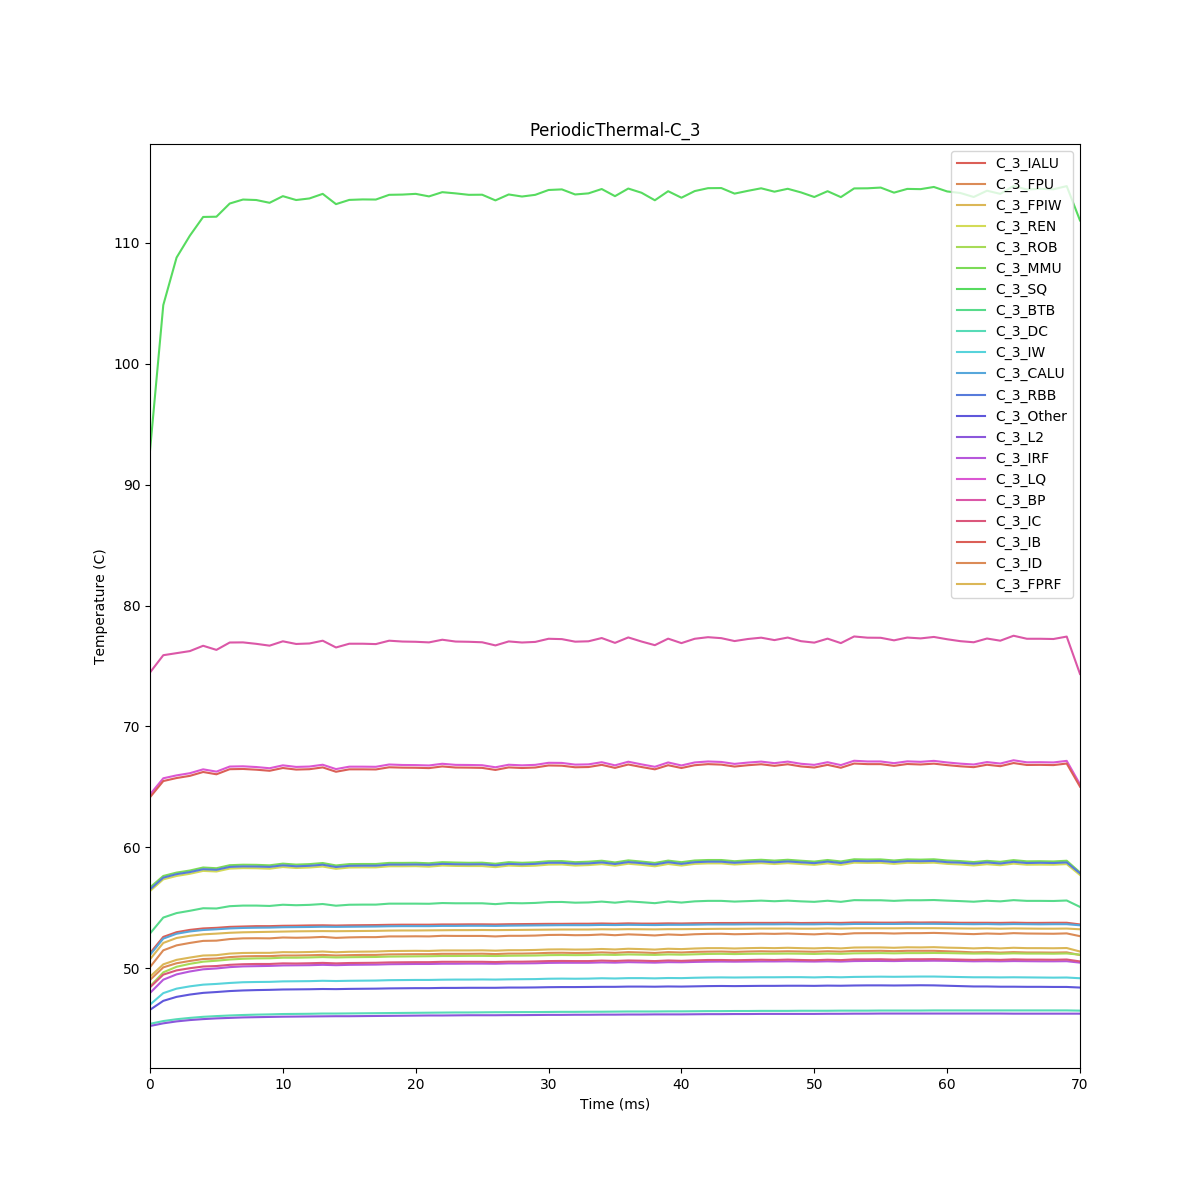 PeriodicThermal-C_3
C_3_IALU
C_3_FPU
C_3_FPIW
C_3_REN
C_3_ROB
C_3_MMU
C_3_SQ
C_3_BTB
C_3_DC
C_3_IW
C_3_CALU
C_3_RBB
C_3_Other
C_3_L2
C_3_IRF
C_3_LQ
C_3_BP
C_3_IC
C_3_IB
C_3_ID
C_3_FPRF
110
100
90
80
70
60
50
Temperature (C)
0 10 20 30 40 50 60 70
Time (ms)